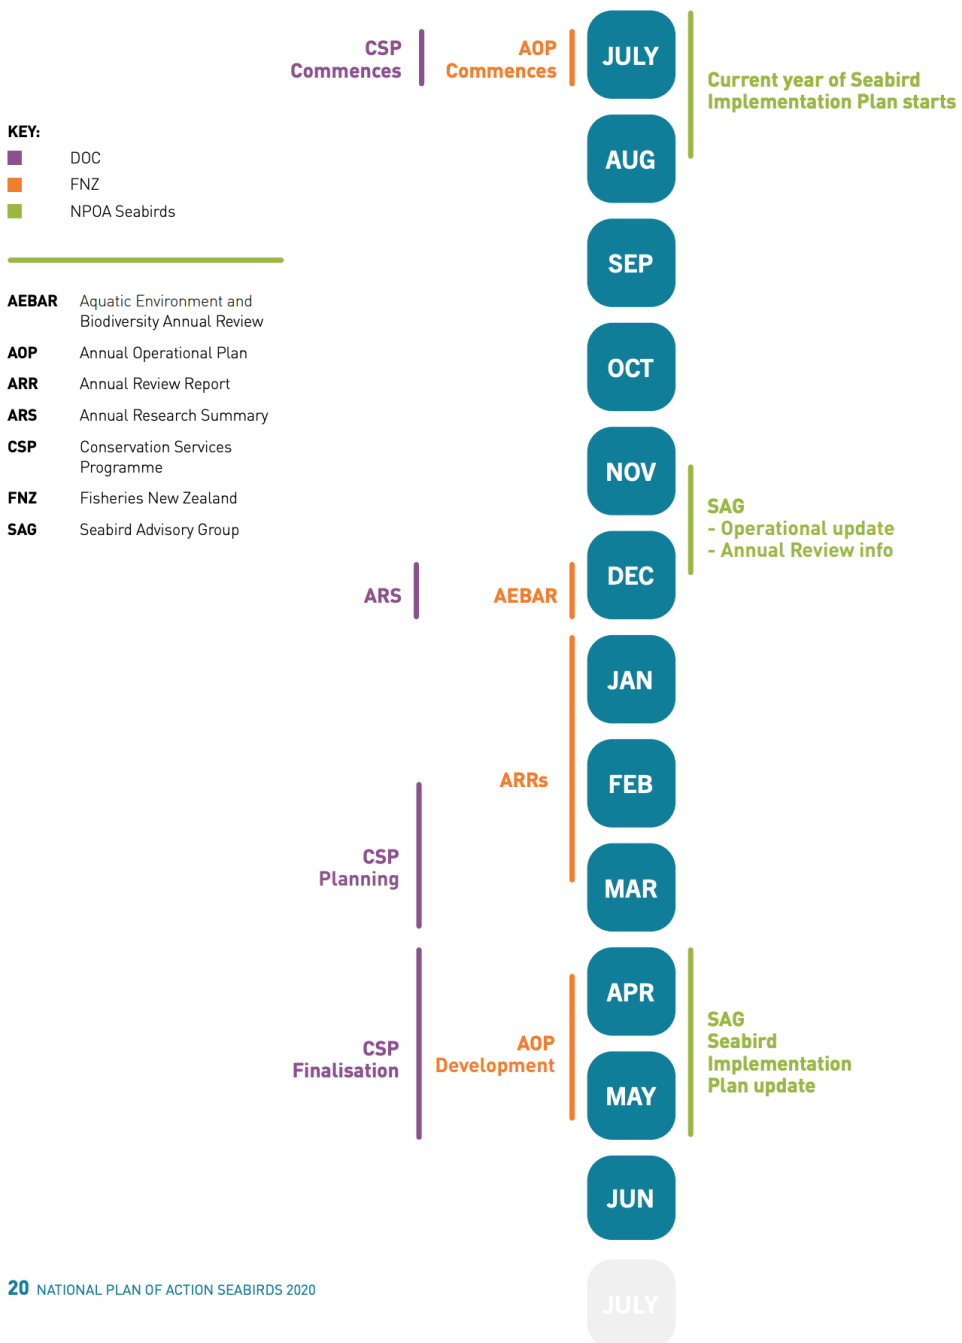 CSP
Commences
AOP
Commences
JULY
Current year of Seabird
Implementation Plan starts
KEY:
DOC
FNZ
NPOA Seabirds
AUG
SEP
AEBAR Aquatic Environment and
Biodiversity Annual Review
AOP Annual Operational Plan
ARR Annual Review Report
ARS Annual Research Summary
CSP Conservation Services
Programme
FNZ Fisheries New Zealand
SAG Seabird Advisory Group
OCT
NOV
SAG
- Operational update
- Annual Review info
DEC
ARS
AEBAR
JAN
ARRs
FEB
CSP
Planning
MAR
APR
CSP
Finalisation
AOP
Development
SAG
Seabird
Implementation
Plan update
MAY
JUN
20 NATIONAL PLAN OF ACTION SEABIRDS 2020
JULY